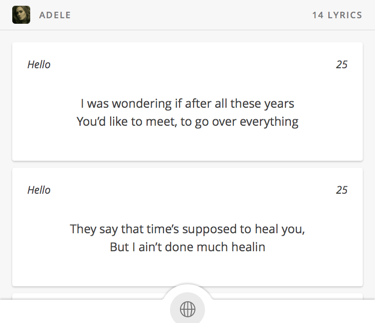 ADELE 14 LYRICS
Hello 25
I was wondering if after all these years
You’d like to meet, to go over everything
Hello 25
They say that time’s supposed to heal you,
But I ain’t done much healin